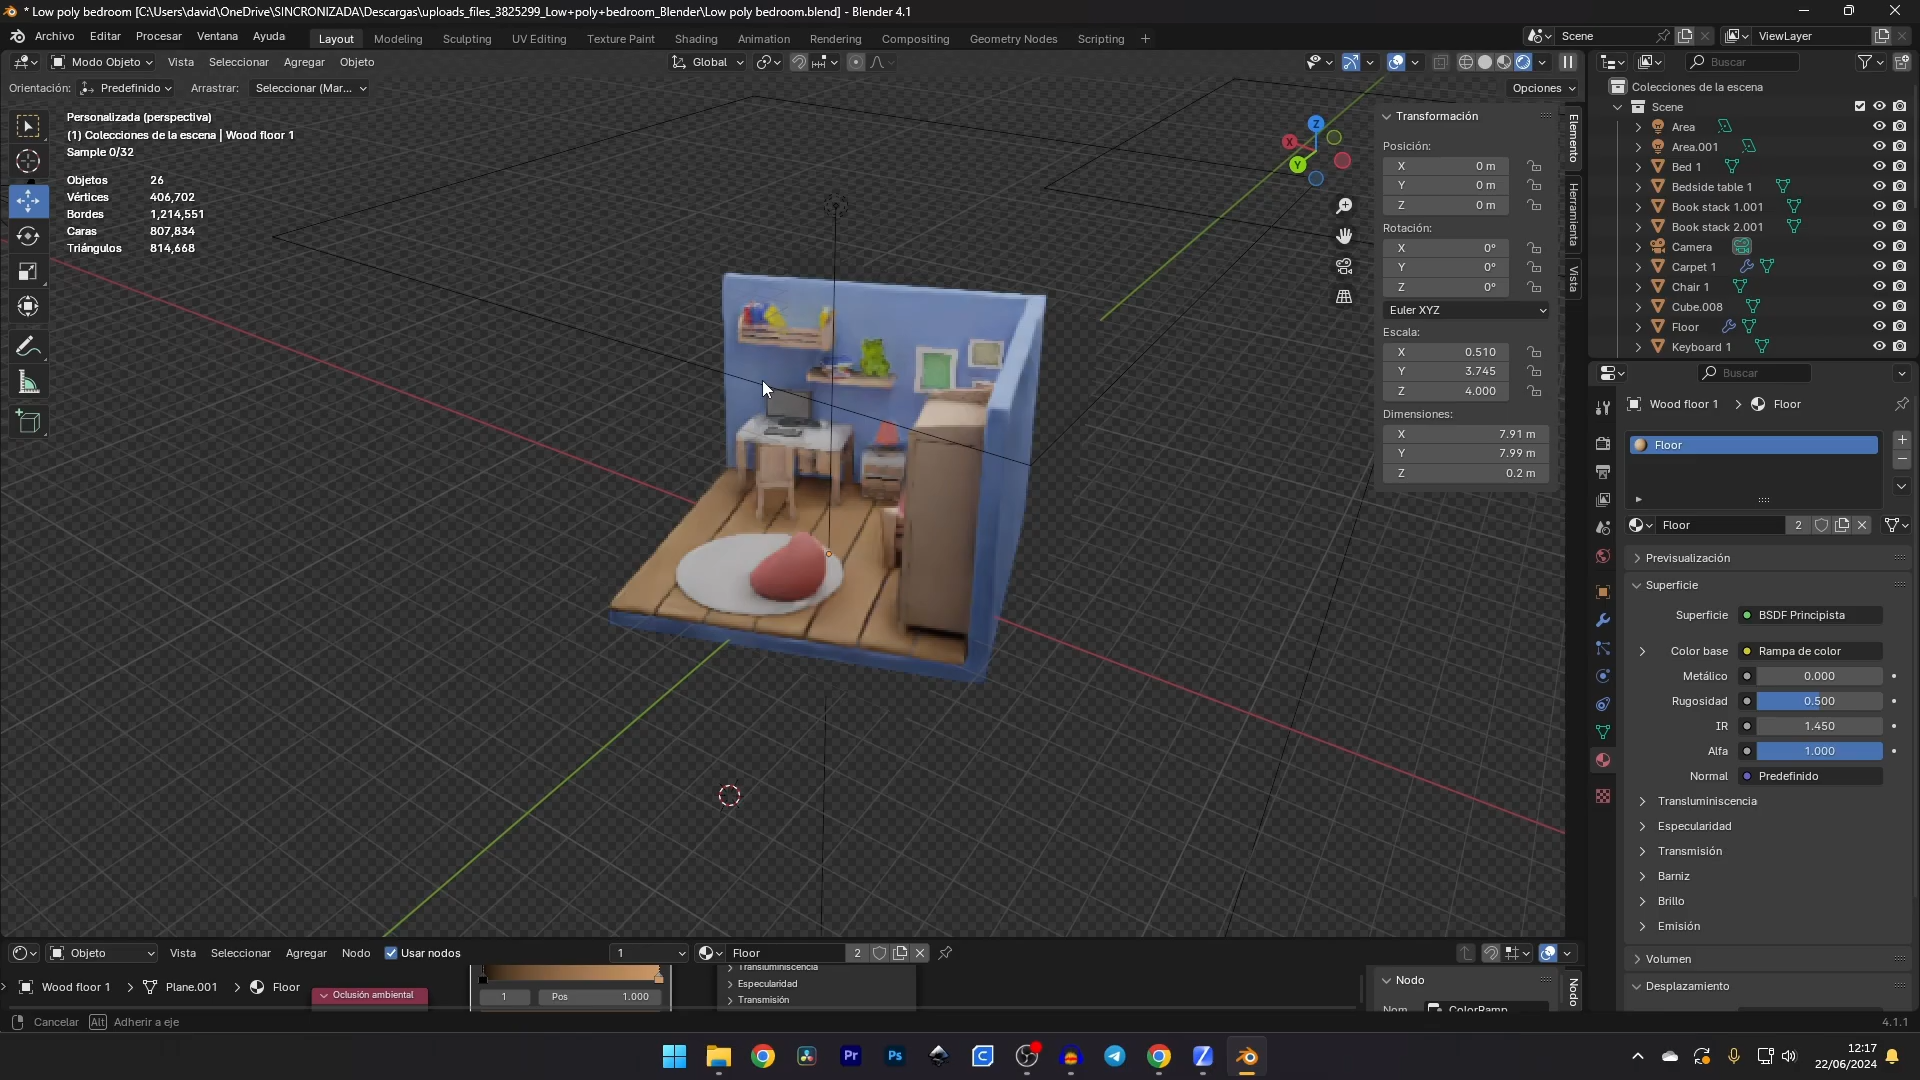 * Low poly bedroom [C:\Users\david\OneDrive\SINCRONIZADA\Descargas\uploads_files_3825299_Low+poly+bedroom_Blender\Low poly bedroom.blend] - Blender 4.1
Archivo Editar Procesar Ventana Ayuda Layout Modeling Sculpting UV Editing Texture Paint Shading Animation Rendering Compositing Geometry Nodes Scripting + Scene ViewLayer
Modo Objeto Vista Seleccionar Agregar Objeto Global Buscar
Orientación: Predefinido Arrastrar: Seleccionar (Mar... Opciones
Personalizada (perspectiva)
(1) Colecciones de la escena | Wood floor 1
Sample 0/32
Objetos 26
Vértices 406,702
Bordes 1,214,551
Caras 807,834
Triángulos 814,668
X
Y
Z
Transformación
Posición:
X 0 m
Y 0 m
Z 0 m
Rotación:
X 0°
Y 0°
Z 0°
Euler XYZ
Escala:
X 0.510
Y 3.745
Z 4.000
Dimensiones:
X 7.91 m
Y 7.99 m
Z 0.2 m
Elemento
Herramienta
Vista
Colecciones de la escena
Scene
Area
Area.001
Bed 1
Bedside table 1
Book stack 1.001
Book stack 2.001
Camera
Carpet 1
Chair 1
Cube.008
Floor
Keyboard 1
Buscar
Wood floor 1 > Floor
Floor
Floor 2
Previsualización
Superficie
Superficie BSDF Principista
Color base Rampa de color
Metálico 0.000
Rugosidad 0.500
IR 1.450
Alfa 1.000
Normal Predefinido
Transluminiscencia
Especularidad
Transmisión
Barniz
Brillo
Emisión
Volumen
Desplazamiento
Objeto Vista Seleccionar Agregar Nodo Usar nodos 1 Floor 2
Wood floor 1 > Plane.001 > Floor
Oclusión ambiental
1 Pos 1.000
Transluminiscencia
Especularidad
Transmisión
Nodo
Nom ColorRamp
Nodo
Cancelar Alt Adherir a eje 4.1.1
Pr Ps
12:17
22/06/2024